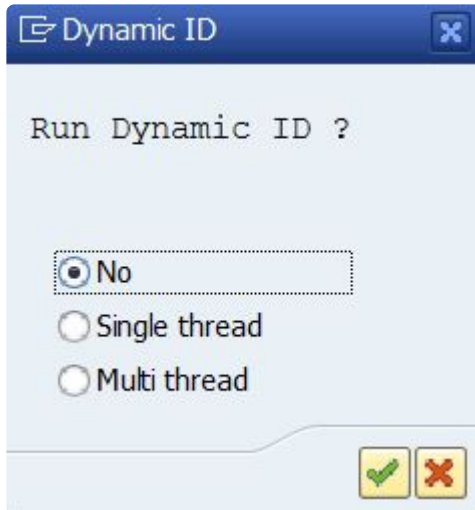 Dynamic ID
Run Dynamic ID ?
No
Single thread
Multi thread